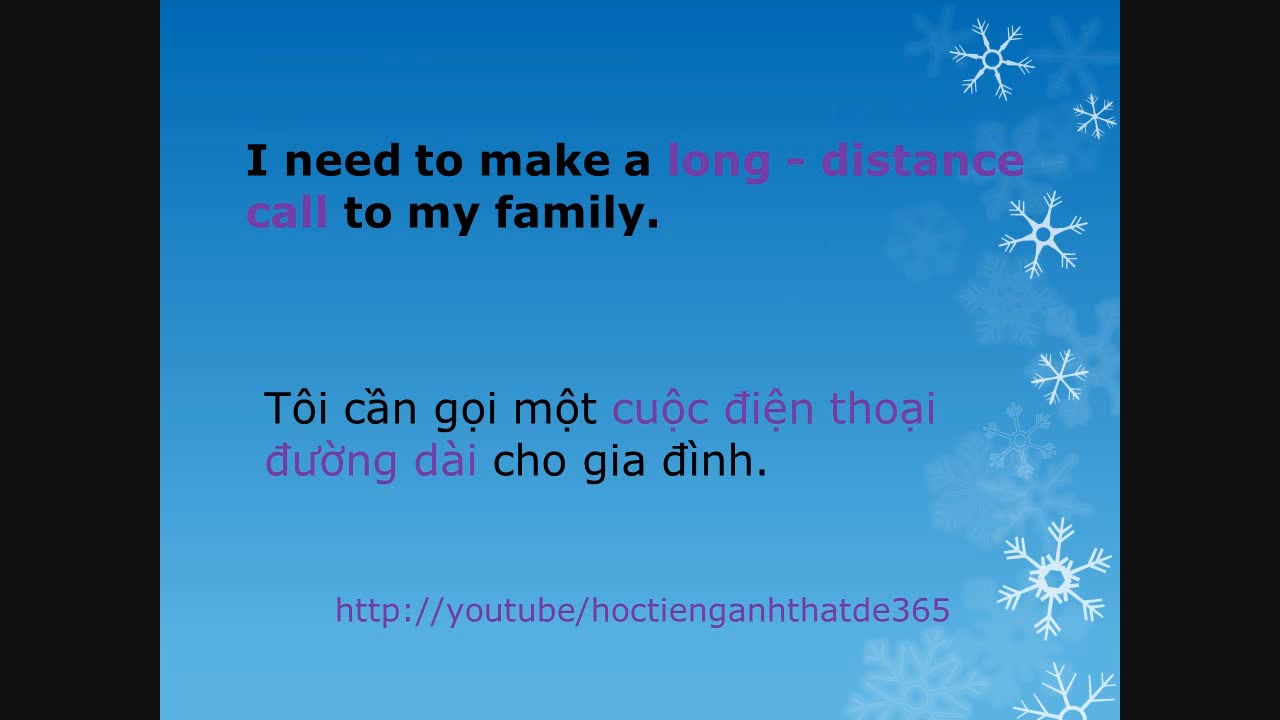 I need to make a long - distance
call to my family.
Tôi cần gọi một cuộc điện thoại
đường dài cho gia đình.
http://youtube/hoctienganhthatde365